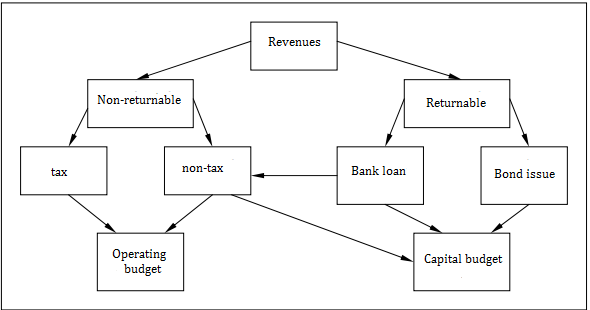 Revenues
Non-returnable
Returnable
tax
non-tax
Bank loan
Bond issue
Operating
budget
Capital budget